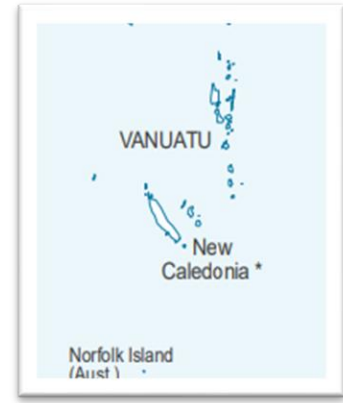 VANUATU
New
Caledonia *
Norfolk Island
(Aust.)